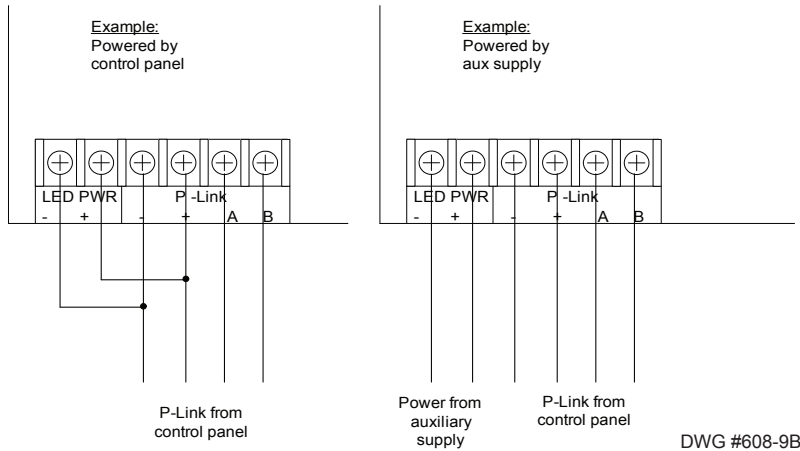 Example:
Powered by
control panel
LED PWR P -Link
- + - + A B
P-Link from
control panel
Example:
Powered by
aux supply
LED PWR P -Link
- + - + A B
Power from
auxiliary
supply
P-Link from
control panel
DWG #608-9B